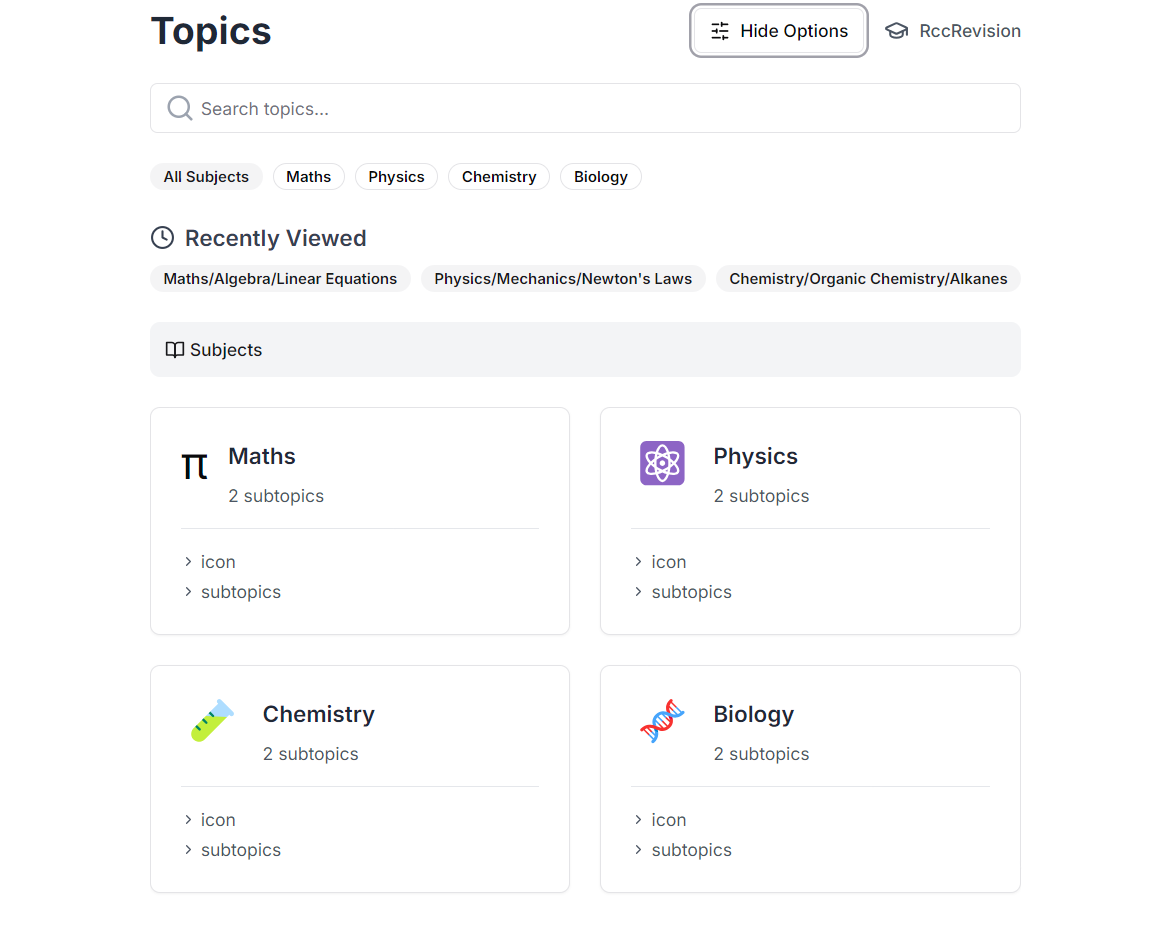 Topics
Hide Options
RccRevision
Search topics...
All Subjects
Maths
Physics
Chemistry
Biology
Recently Viewed
Maths/Algebra/Linear Equations
Physics/Mechanics/Newton's Laws
Chemistry/Organic Chemistry/Alkanes
Subjects
π
Maths
2 subtopics
icon
subtopics
Physics
2 subtopics
icon
subtopics
Chemistry
2 subtopics
icon
subtopics
Biology
2 subtopics
icon
subtopics